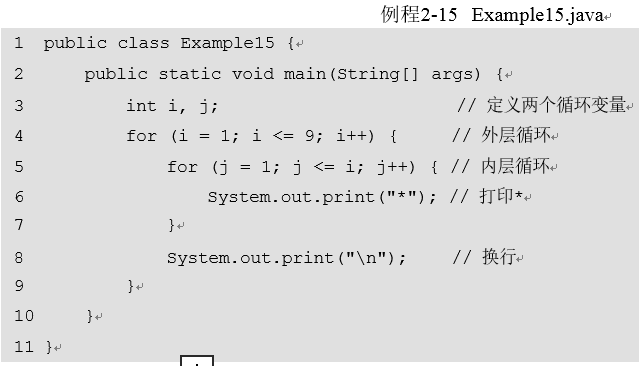 例程2-15 Example15.java
1 public class Example15 {
2 public static void main(String[] args) {
3 int i, j; // 定义两个循环变量
4 for (i = 1; i <= 9; i++) { // 外层循环
5 for (j = 1; j <= i; j++) { // 内层循环
6 System.out.print("*"); // 打印*
7 }
8 System.out.print("\n"); // 换行
9 }
10 }
11 }